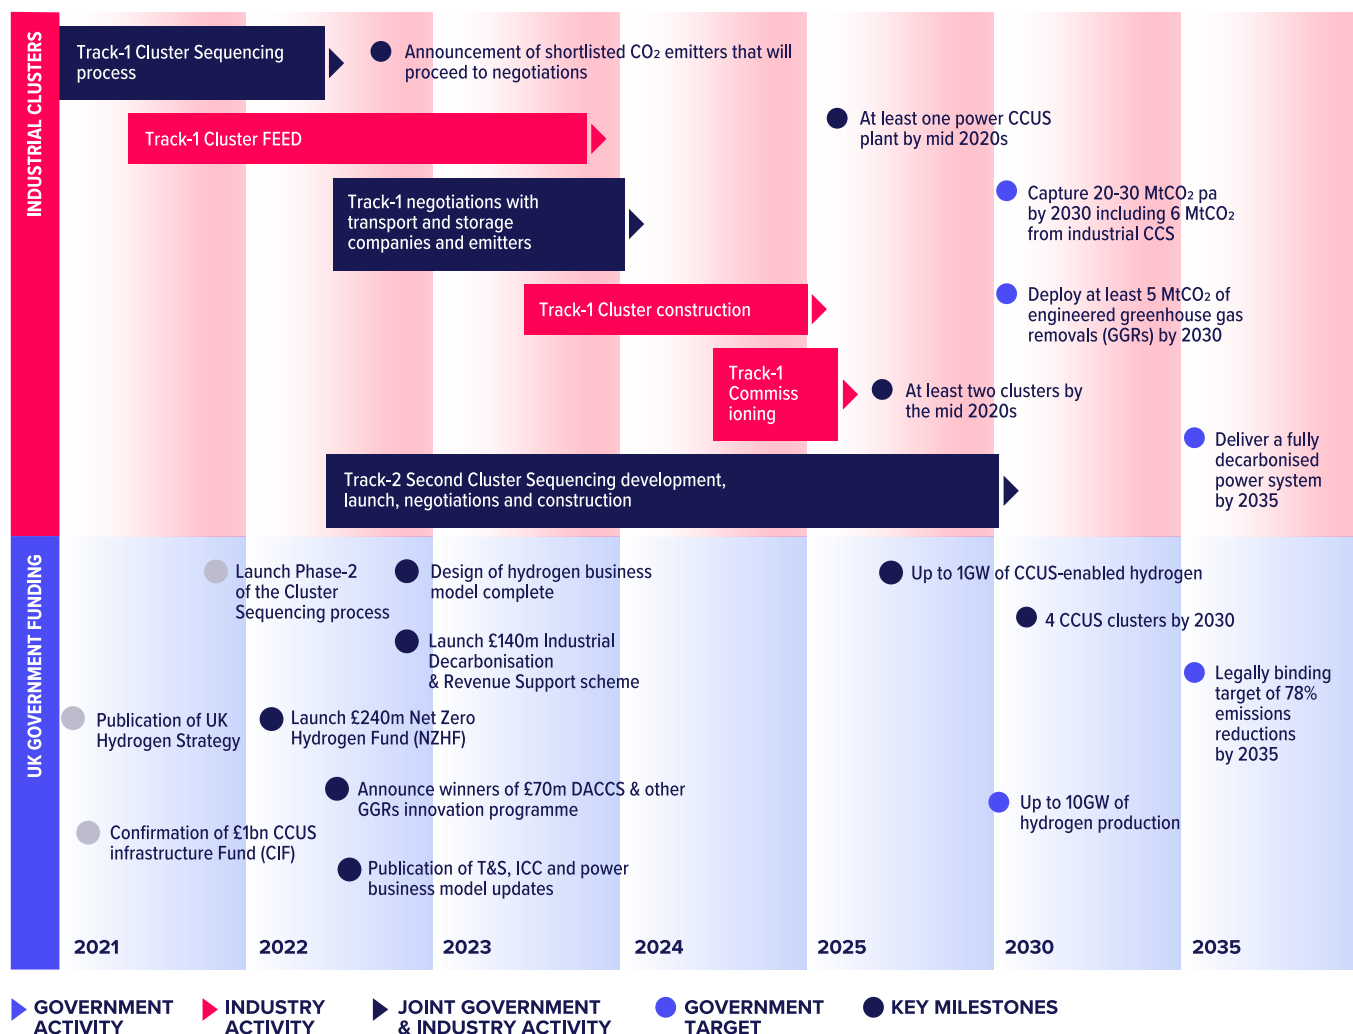 INDUSTRIAL CLUSTERS
Track-1 Cluster Sequencing
process
Announcement of shortlisted CO₂ emitters that will
proceed to negotiations
Track-1 Cluster FEED
At least one power CCUS
plant by mid 2020s
Track-1 negotiations with
transport and storage
companies and emitters
Capture 20-30 MtCO₂ pa
by 2030 including 6 MtCO₂
from industrial CCS
Track-1 Cluster construction
Deploy at least 5 MtCO₂ of
engineered greenhouse gas
removals (GGRs) by 2030
Track-1
Commiss
ioning
At least two clusters by
the mid 2020s
Deliver a fully
decarbonised
power system
by 2035
Track-2 Second Cluster Sequencing development,
launch, negotiations and construction
UK GOVERNMENT FUNDING
Launch Phase-2
of the Cluster
Sequencing process
Design of hydrogen business
model complete
Up to 1GW of CCUS-enabled hydrogen
4 CCUS clusters by 2030
Launch £140m Industrial
Decarbonisation
& Revenue Support scheme
Legally binding
target of 78%
emissions
reductions
by 2035
Publication of UK
Hydrogen Strategy
Launch £240m Net Zero
Hydrogen Fund (NZHF)
Announce winners of £70m DACCS & other
GGRs innovation programme
Up to 10GW of
hydrogen production
Confirmation of £1bn CCUS
infrastructure Fund (CIF)
Publication of T&S, ICC and power
business model updates
2021
2022
2023
2024
2025
2030
2035
GOVERNMENT
ACTIVITY
INDUSTRY
ACTIVITY
JOINT GOVERNMENT
& INDUSTRY ACTIVITY
GOVERNMENT
TARGET
KEY MILESTONES